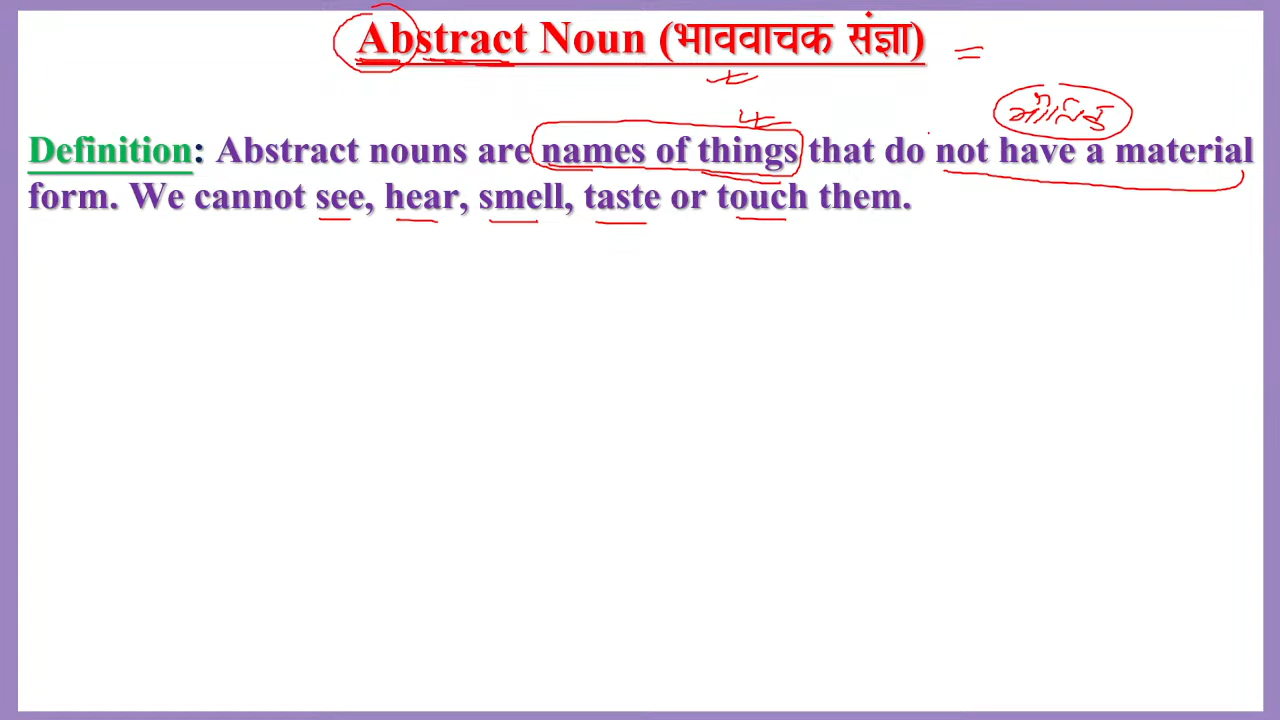 Abstract Noun (भाववाचक संज्ञा) =
Definition: Abstract nouns are names of things that do not have a material
form. We cannot see, hear, smell, taste or touch them.